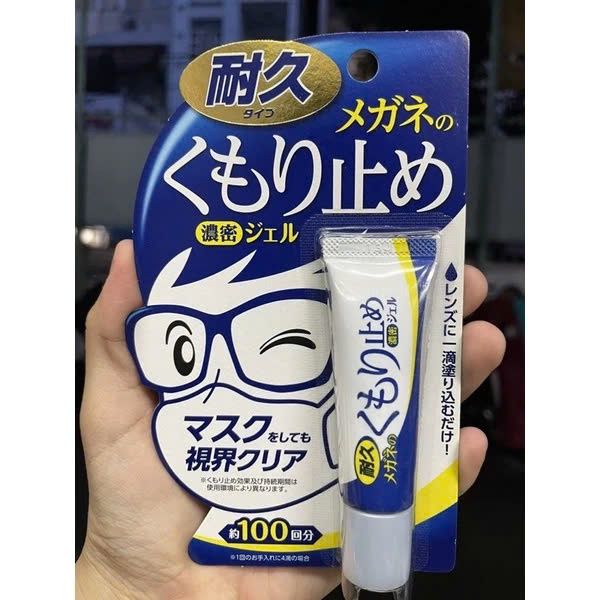 耐久
タイプ
メガネの
くもり止め
濃密ジェル
レンズに一滴塗り込むだけ!
マスクをしても
視界クリア
※くもり止め効果及び持続期間は
使用環境により異なります。
約100回分
※1回のお手入れに4滴の場合
耐久
メガネの
くもり止め
濃密ジェル